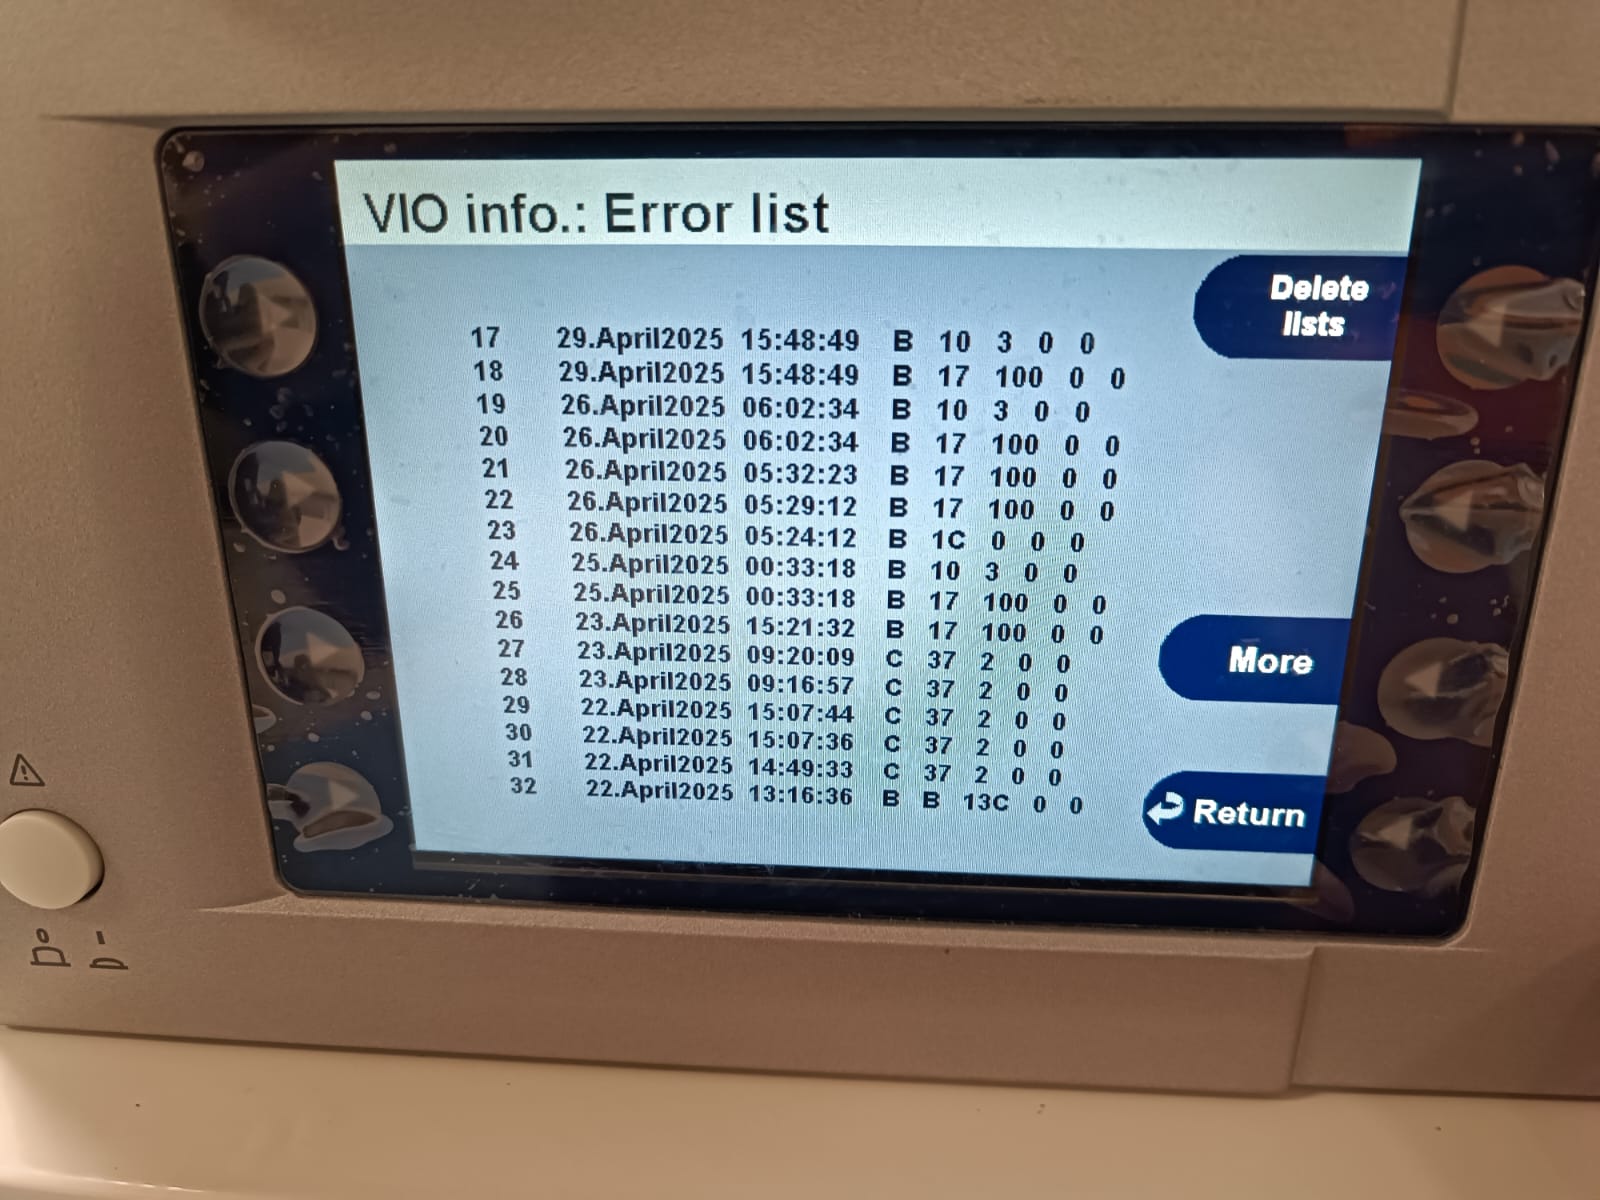 VIO info.: Error list
Delete
lists
17 29.April2025 15:48:49 B 10 3 0 0
18 29.April2025 15:48:49 B 17 100 0 0
19 26.April2025 06:02:34 B 10 3 0 0
20 26.April2025 06:02:34 B 17 100 0 0
21 26.April2025 05:32:23 B 17 100 0 0
22 26.April2025 05:29:12 B 17 100 0 0
23 26.April2025 05:24:12 B 1C 0 0 0
24 25.April2025 00:33:18 B 10 3 0 0
25 25.April2025 00:33:18 B 17 100 0 0
26 23.April2025 15:21:32 B 17 100 0 0
27 23.April2025 09:20:09 C 37 2 0 0
28 23.April2025 09:16:57 C 37 2 0 0
29 22.April2025 15:07:44 C 37 2 0 0
30 22.April2025 15:07:36 C 37 2 0 0
31 22.April2025 14:49:33 C 37 2 0 0
32 22.April2025 13:16:36 B B 13C 0 0
More
Return